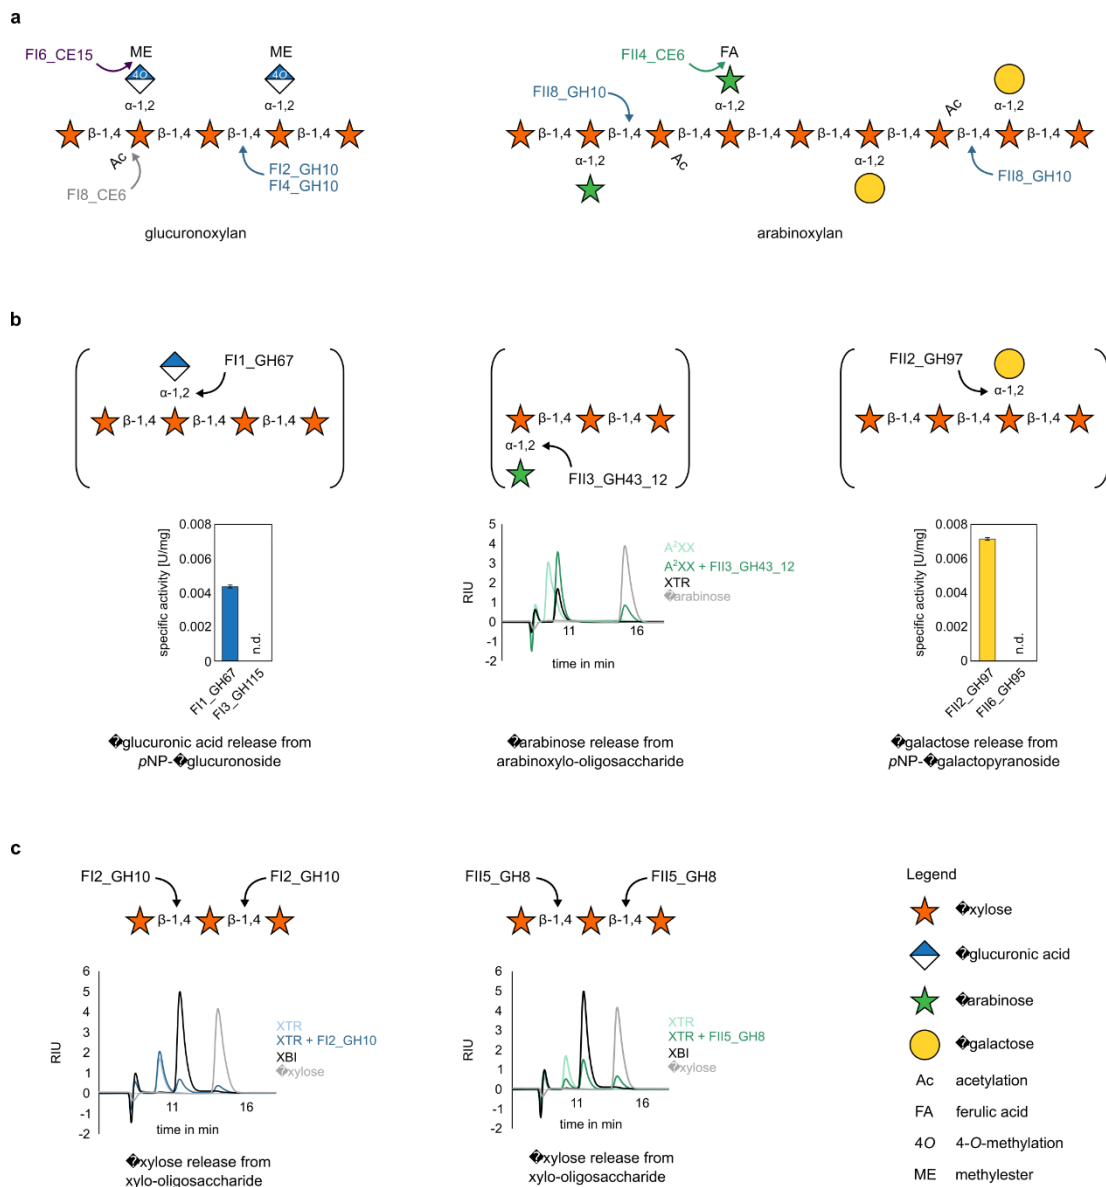 a
FI6_CE15
ME
ME
4O
α-1,2
α-1,2
β-1,4 β-1,4 β-1,4 β-1,4
Ac
FI8_CE6
FI2_GH10
FI4_GH10
glucuronoxylan
FII4_CE6
FA
FII8_GH10
α-1,2
Ac
α-1,2
β-1,4 β-1,4 β-1,4 β-1,4 β-1,4 β-1,4 β-1,4 β-1,4
α-1,2
Ac
α-1,2
FII8_GH10
arabinoxylan
b
FI1_GH67
α-1,2
β-1,4 β-1,4 β-1,4
specific activity [U/mg]
0.008
0.006
0.004
0.002
0
n.d.
FI1_GH67
FI3_GH115
�glucuronic acid release from
pNP-�glucuronoside
β-1,4 β-1,4
α-1,2
FII3_GH43_12
RIU
5
4
3
2
1
0
-1
-2
11
16
time in min
A²XX
A²XX + FII3_GH43_12
XTR
�arabinose
�arabinose release from
arabinoxylo-oligosaccharide
FII2_GH97
α-1,2
β-1,4 β-1,4 β-1,4
specific activity [U/mg]
0.008
0.006
0.004
0.002
0
n.d.
FII2_GH97
FII6_GH95
�galactose release from
pNP-�galactopyranoside
c
FI2_GH10 FI2_GH10
β-1,4 β-1,4
RIU
6
5
4
3
2
1
0
-1
-2
11
16
time in min
XTR
XTR + FI2_GH10
XBI
�xylose
�xylose release from
xylo-oligosaccharide
FII5_GH8 FII5_GH8
β-1,4 β-1,4
RIU
6
5
4
3
2
1
0
-1
-2
11
16
time in min
XTR
XTR + FII5_GH8
XBI
�xylose
�xylose release from
xylo-oligosaccharide
Legend
�xylose
�glucuronic acid
�arabinose
�galactose
Ac acetylation
FA ferulic acid
4O 4-O-methylation
ME methylester